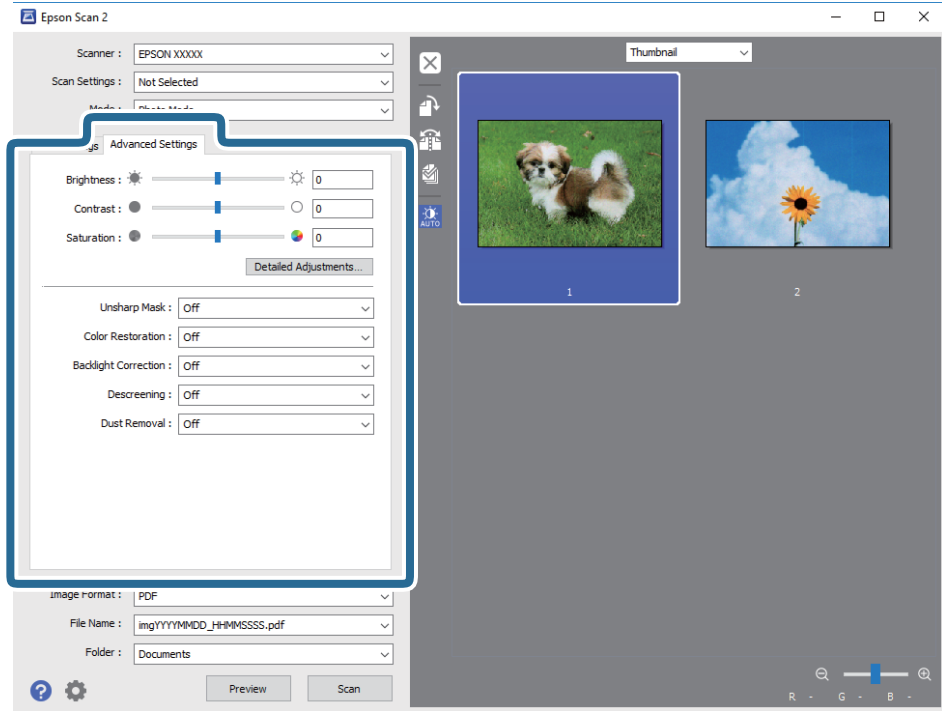 Epson Scan 2
Scanner : EPSON XXXXX
Thumbnail
Scan Settings : Not Selected
Advanced Settings
Brightness : 0
Contrast : 0
Saturation : 0
Detailed Adjustments...
Unsharp Mask : Off
Color Restoration : Off
Backlight Correction : Off
Descreening : Off
Dust Removal : Off
Image Format : PDF
File Name : imgYYYYMMDD_HHMMSSSS.pdf
Folder : Documents
? Preview Scan
AUTO
1 2
R - G - B -